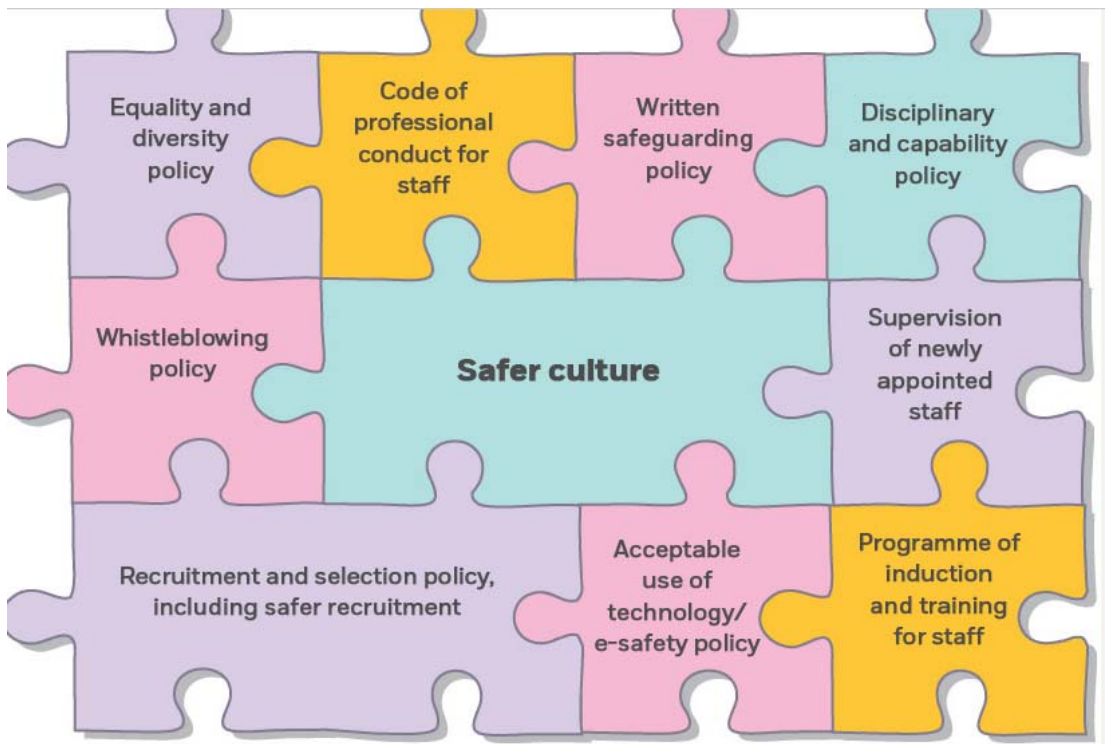 Equality and
diversity
policy
Code of
professional
conduct for
staff
Written
safeguarding
policy
Disciplinary
and capability
policy
Whistleblowing
policy
Safer culture
Supervision
of newly
appointed
staff
Recruitment and selection policy,
including safer recruitment
Acceptable
use of
technology/
e-safety policy
Programme of
induction
and training
for staff